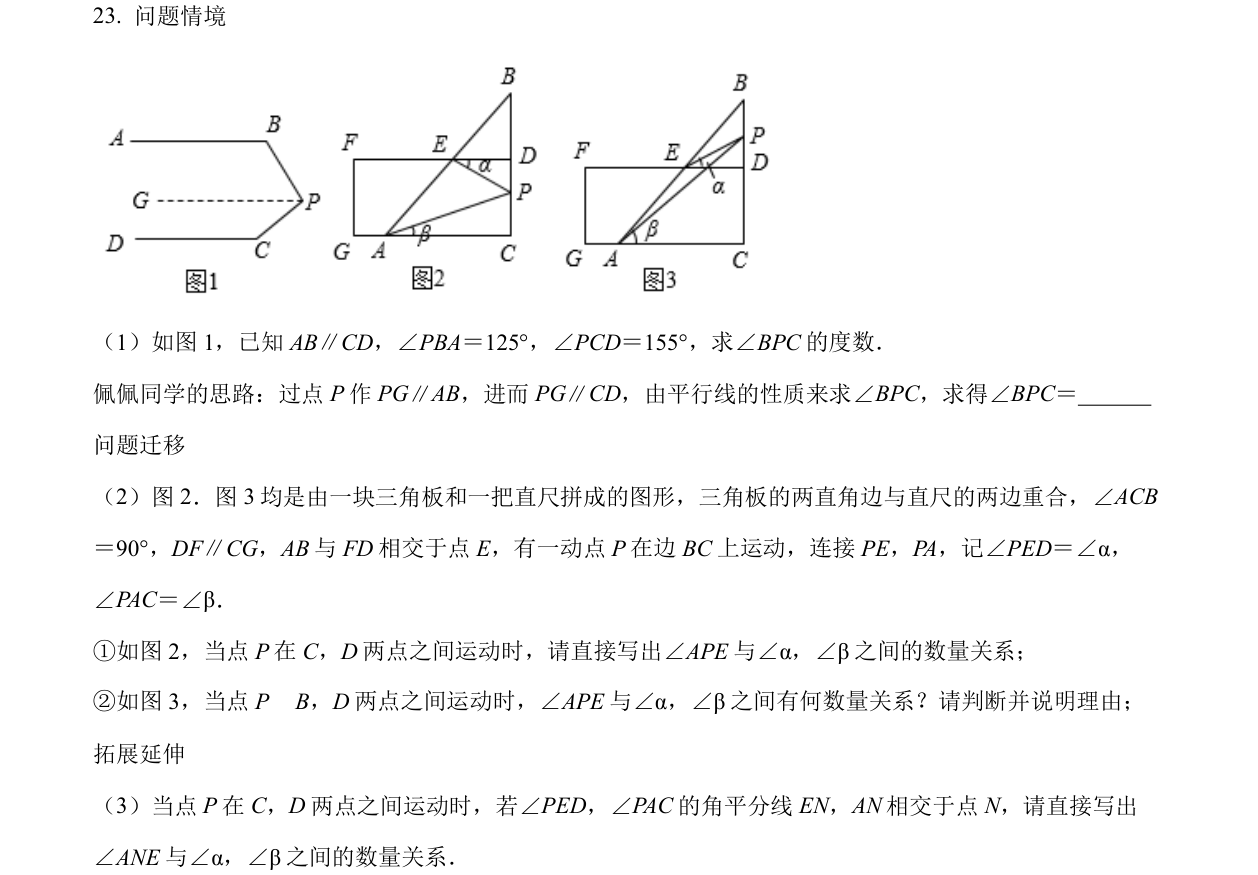 23. 问题情境
B B
A B F E α D F E P D
G P P α
D C G A β C G A β C
图1 图2 图3
（1）如图 1，已知 AB∥CD，∠PBA＝125°，∠PCD＝155°，求∠BPC 的度数．
佩佩同学的思路：过点 P 作 PG∥AB，进而 PG∥CD，由平行线的性质来求∠BPC，求得∠BPC＝______
问题迁移
（2）图 2．图 3 均是由一块三角板和一把直尺拼成的图形，三角板的两直角边与直尺的两边重合，∠ACB
＝90°，DF∥CG，AB 与 FD 相交于点 E，有一动点 P 在边 BC 上运动，连接 PE，PA，记∠PED＝∠α，
∠PAC＝∠β．
①如图 2，当点 P 在 C，D 两点之间运动时，请直接写出∠APE 与∠α，∠β 之间的数量关系；
②如图 3，当点 P B，D 两点之间运动时，∠APE 与∠α，∠β 之间有何数量关系？请判断并说明理由；
拓展延伸
（3）当点 P 在 C，D 两点之间运动时，若∠PED，∠PAC 的角平分线 EN，AN 相交于点 N，请直接写出
∠ANE 与∠α，∠β 之间的数量关系．